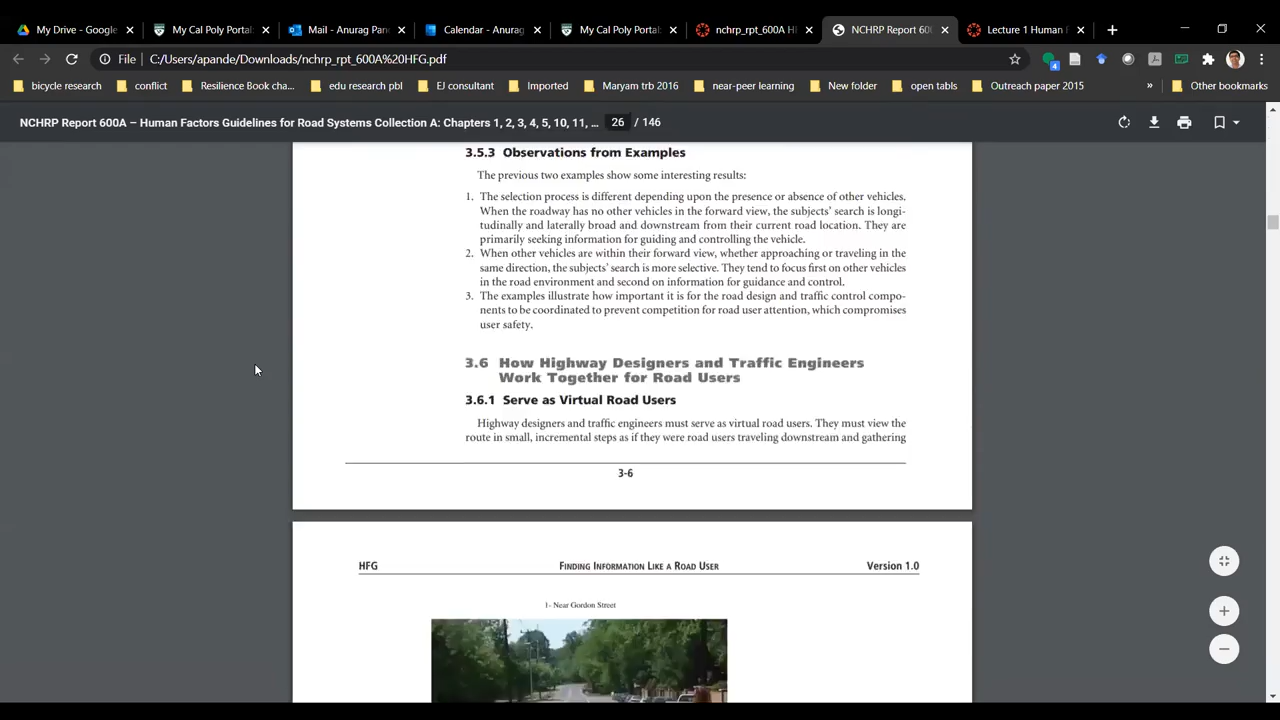 My Drive - Google
My Cal Poly Portal
Mail - Anurag Pan
Calendar - Anurag
My Cal Poly Portal
nchrp_rpt_600A H
NCHRP Report 600
Lecture 1 Human F
File
C:/Users/apande/Downloads/nchrp_rpt_600A%20HFG.pdf
4
bicycle research
conflict
Resilience Book cha...
edu research pbl
EJ consultant
Imported
Maryam trb 2016
near-peer learning
New folder
open tabls
Outreach paper 2015
»
Other bookmarks
NCHRP Report 600A – Human Factors Guidelines for Road Systems Collection A: Chapters 1, 2, 3, 4, 5, 10, 11, ...
26 / 146
3.5.3 Observations from Examples
The previous two examples show some interesting results:
1. The selection process is different depending upon the presence or absence of other vehicles.
When the roadway has no other vehicles in the forward view, the subjects' search is longi-
tudinally and laterally broad and downstream from their current road location. They are
primarily seeking information for guiding and controlling the vehicle.
2. When other vehicles are within their forward view, whether approaching or traveling in the
same direction, the subjects' search is more selective. They tend to focus first on other vehicles
in the road environment and second on information for guidance and control.
3. The examples illustrate how important it is for the road design and traffic control compo-
nents to be coordinated to prevent competition for road user attention, which compromises
user safety.
3.6 How Highway Designers and Traffic Engineers
Work Together for Road Users
3.6.1 Serve as Virtual Road Users
Highway designers and traffic engineers must serve as virtual road users. They must view the
route in small, incremental steps as if they were road users traveling downstream and gathering
3-6
HFG
FINDING INFORMATION LIKE A ROAD USER
Version 1.0
1- Near Gordon Street